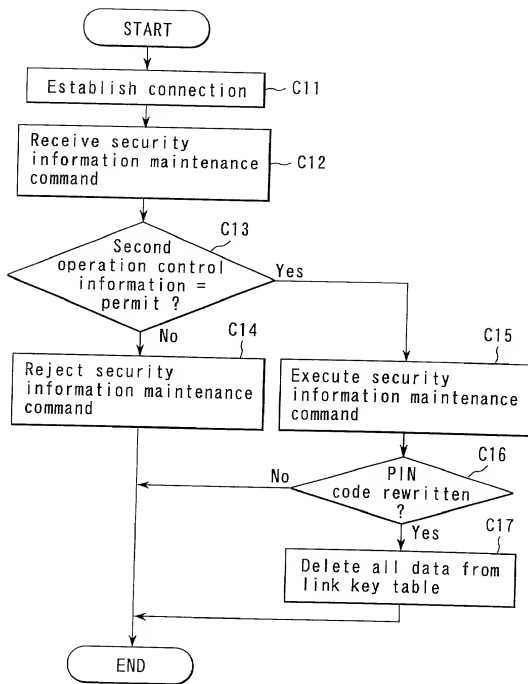 START
Establish connection
C11
Receive security
information maintenance
command
C12
C13
Second
operation control
information =
permit ?
Yes
No
C14
Reject security
information maintenance
command
C15
Execute security
information maintenance
command
C16
PIN
code rewritten
?
No
Yes
C17
Delete all data from
link key table
END